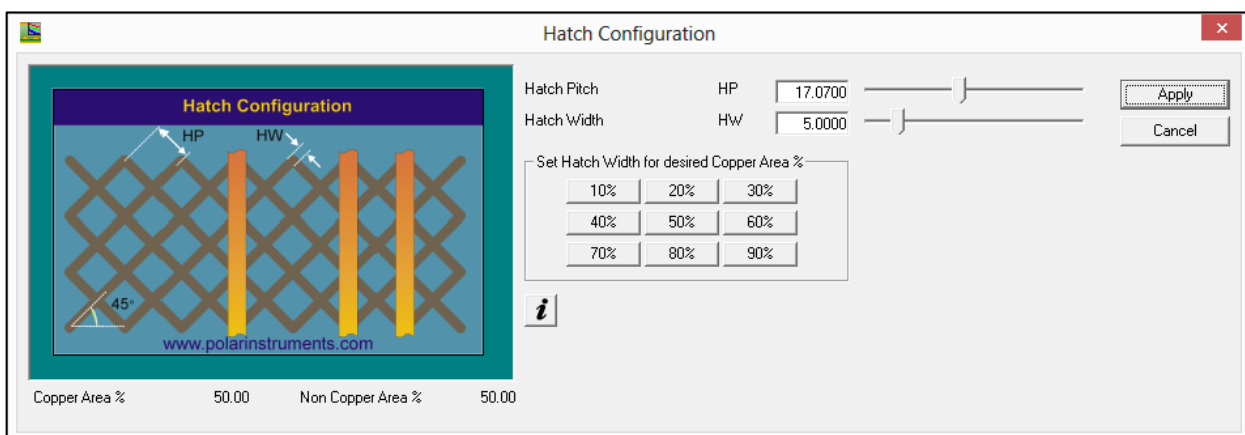 Hatch Configuration
Hatch Configuration
HP
HW
45°
www.polarinstruments.com
Copper Area % 50.00 Non Copper Area % 50.00
Hatch Pitch HP 17.0700
Hatch Width HW 5.0000
Set Hatch Width for desired Copper Area %
10% 20% 30%
40% 50% 60%
70% 80% 90%
i
Apply
Cancel